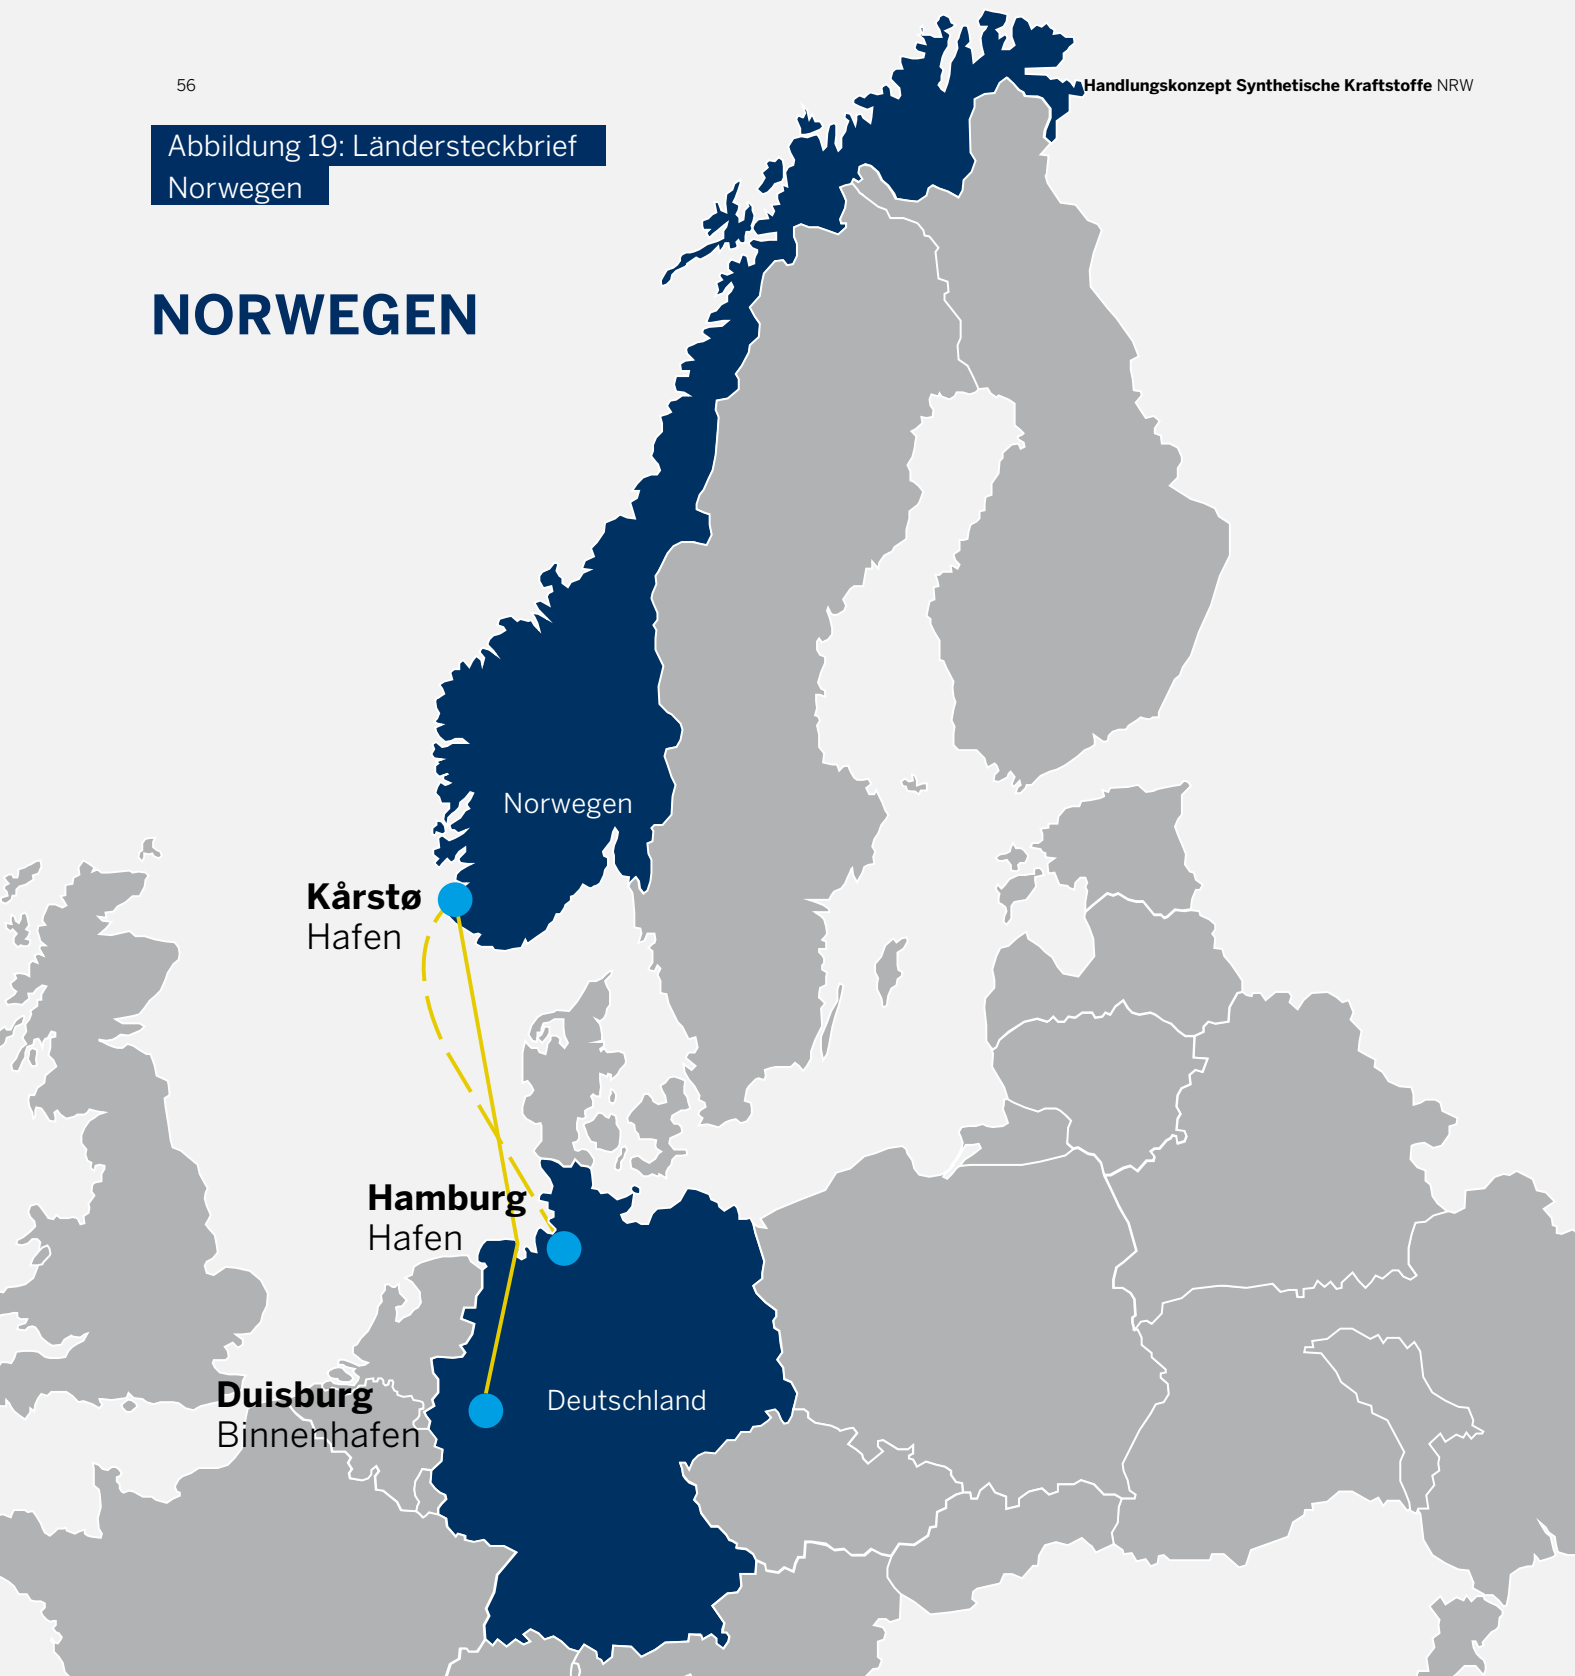 56
Handlungskonzept Synthetische Kraftstoffe NRW
Abbildung 19: Ländersteckbrief
Norwegen
NORWEGEN
Norwegen
Kårstø
Hafen
Hamburg
Hafen
Duisburg
Binnenhafen
Deutschland